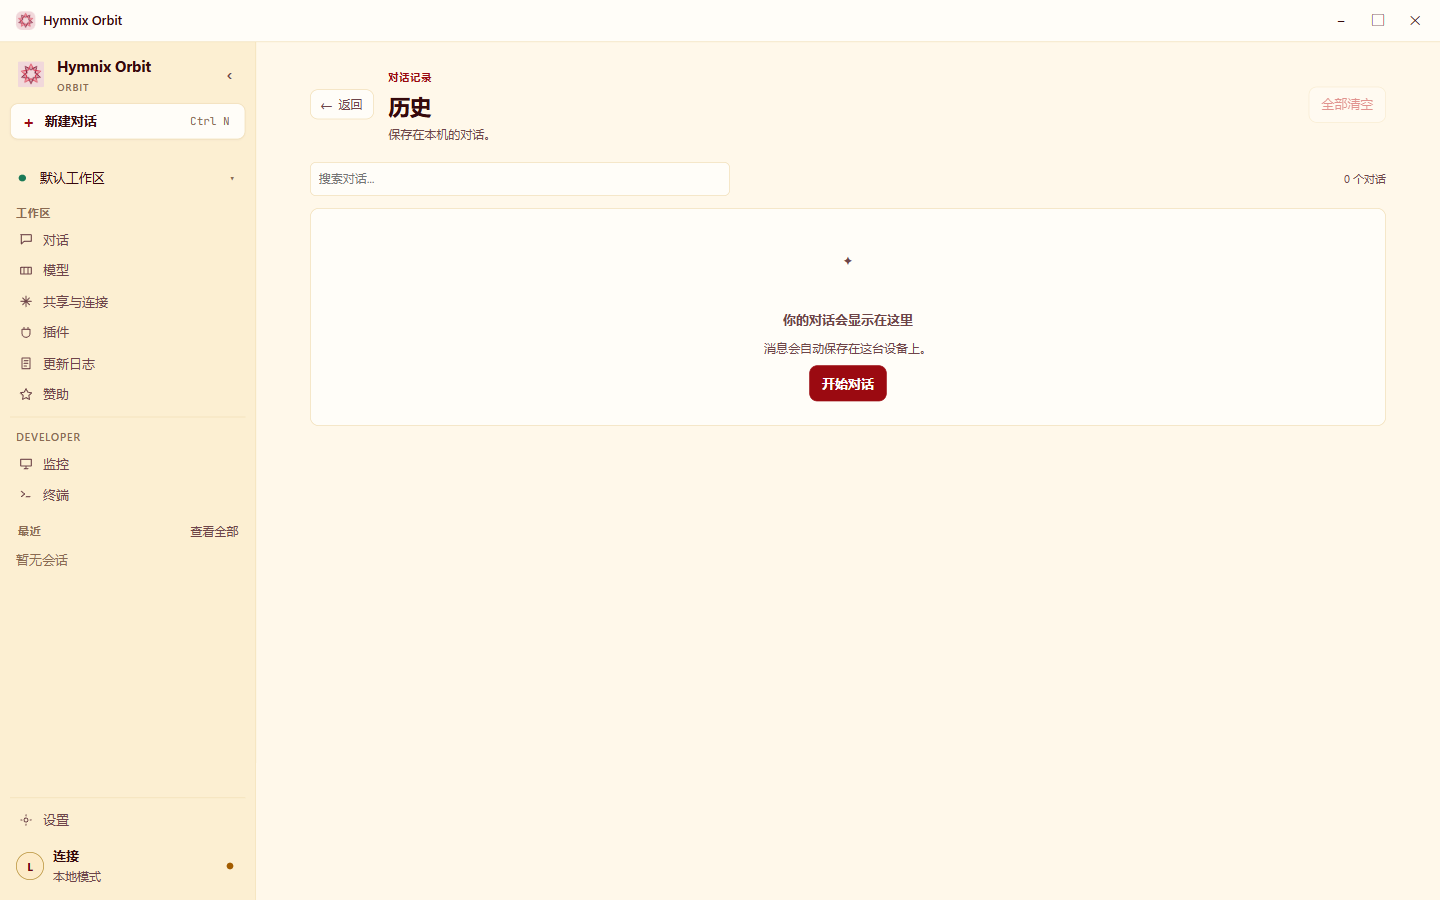 Hymnix Orbit
Hymnix Orbit
ORBIT
+ 新建对话 Ctrl N
默认工作区
工作区
对话
模型
共享与连接
插件
更新日志
赞助
DEVELOPER
监控
终端
最近 查看全部
暂无会话
设置
L
连接
本地模式
← 返回
对话记录
历史
保存在本机的对话。
全部清空
搜索对话...
0 个对话
你的对话会显示在这里
消息会自动保存在这台设备上。
开始对话